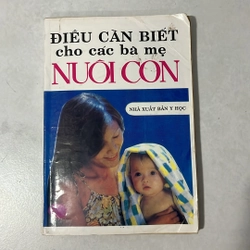 ĐIỀU CẦN BIẾT
cho các bà mẹ
NUÔI CON
NHÀ XUẤT BẢN Y HỌC